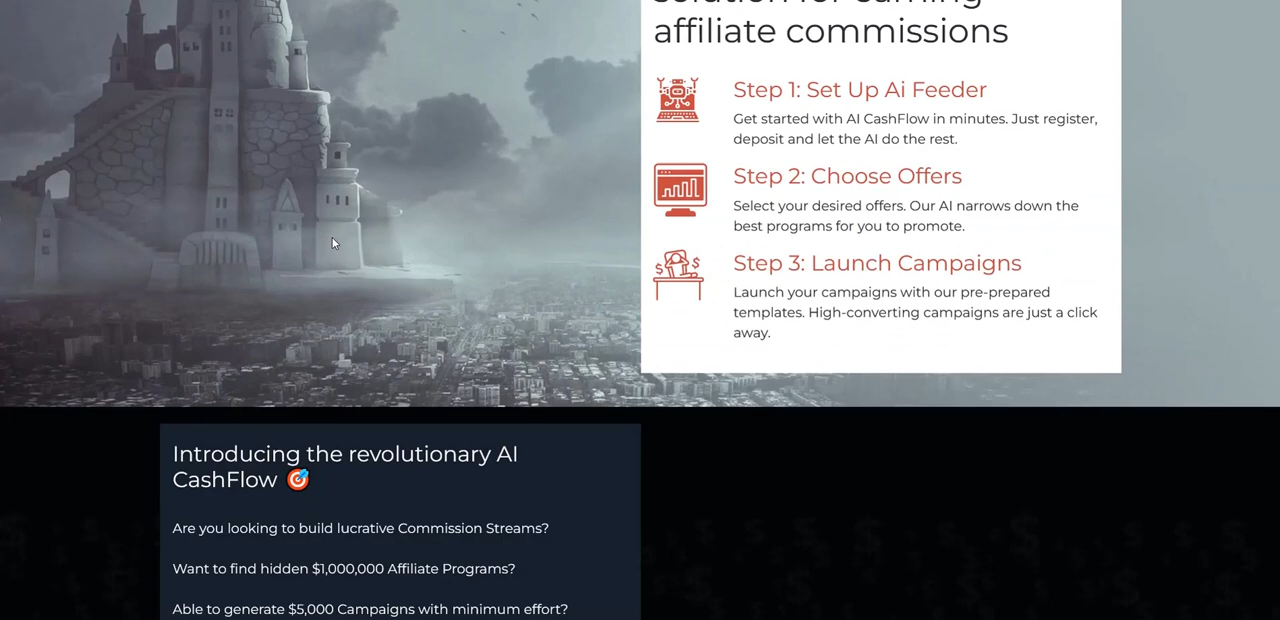 affiliate commissions
Step 1: Set Up Ai Feeder
Get started with AI CashFlow in minutes. Just register,
deposit and let the AI do the rest.
Step 2: Choose Offers
Select your desired offers. Our AI narrows down the
best programs for you to promote.
Step 3: Launch Campaigns
Launch your campaigns with our pre-prepared
templates. High-converting campaigns are just a click
away.
Introducing the revolutionary AI
CashFlow 🎯
Are you looking to build lucrative Commission Streams?
Want to find hidden $1,000,000 Affiliate Programs?
Able to generate $5,000 Campaigns with minimum effort?